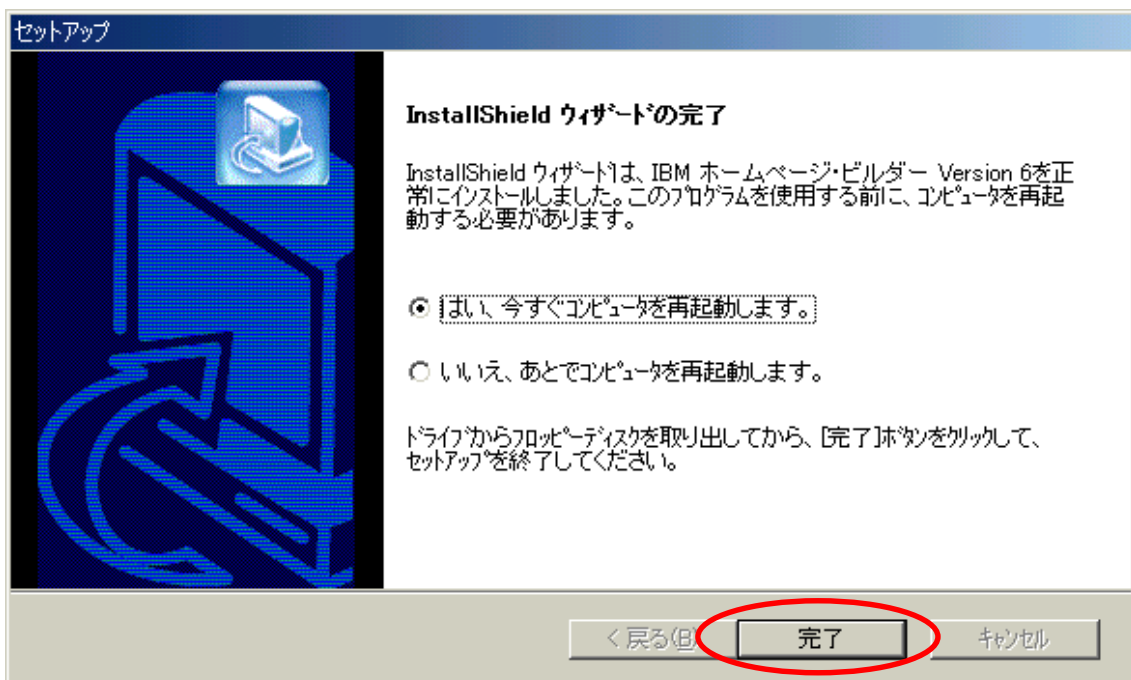 セットアップ
InstallShield ｳｨｻﾞｰﾄﾞの完了
InstallShield ｳｨｻﾞｰﾄﾞは、IBM ホームページ・ビルダー Version 6を正
常にｲﾝｽﾄｰﾙしました。このﾌﾟﾛｸﾞﾗﾑを使用する前に、ｺﾝﾋﾟｭｰﾀを再起
動する必要があります。
はい、今すぐｺﾝﾋﾟｭｰﾀを再起動します。
いいえ、あとでｺﾝﾋﾟｭｰﾀを再起動します。
ﾄﾞﾗｲﾌﾞからﾌﾛｯﾋﾟｰﾃﾞｨｽｸを取り出してから、[完了]ﾎﾞﾀﾝをｸﾘｯｸして、
ｾｯﾄｱｯﾌﾟを終了してください。
< 戻る(B) 完了 ｷｬﾝｾﾙ